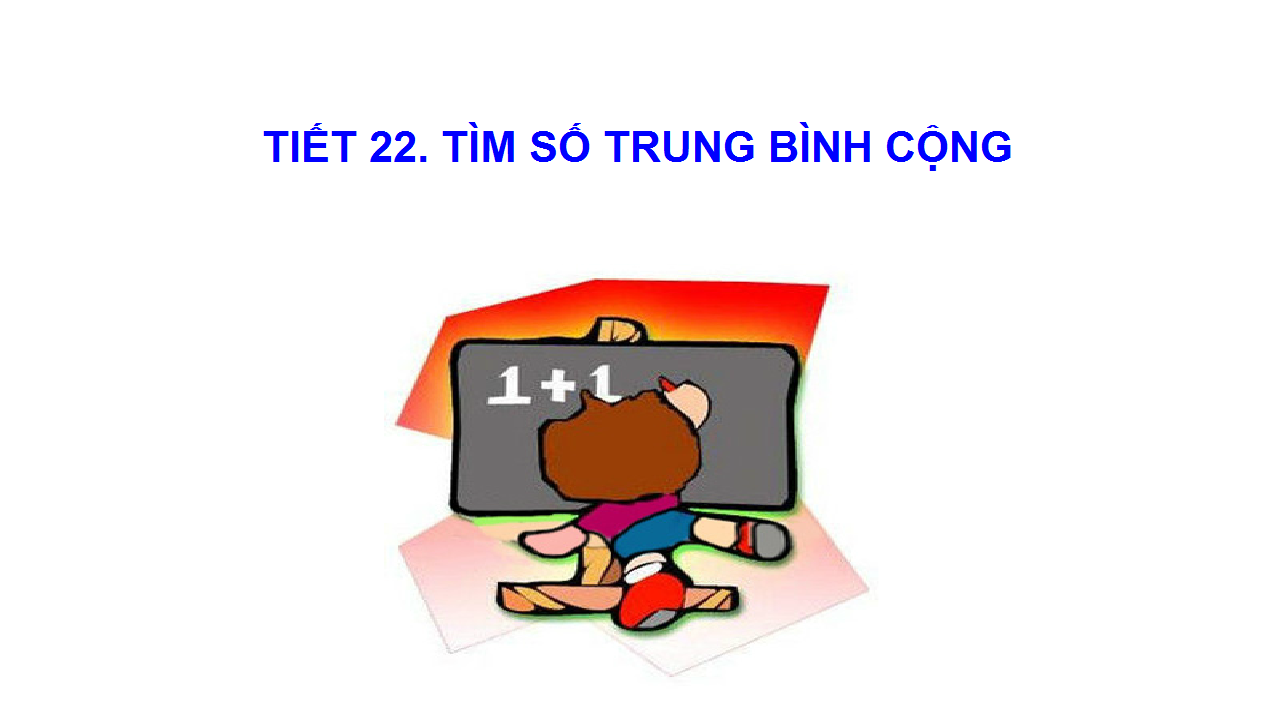 TIẾT 22. TÌM SỐ TRUNG BÌNH CỘNG
1+1